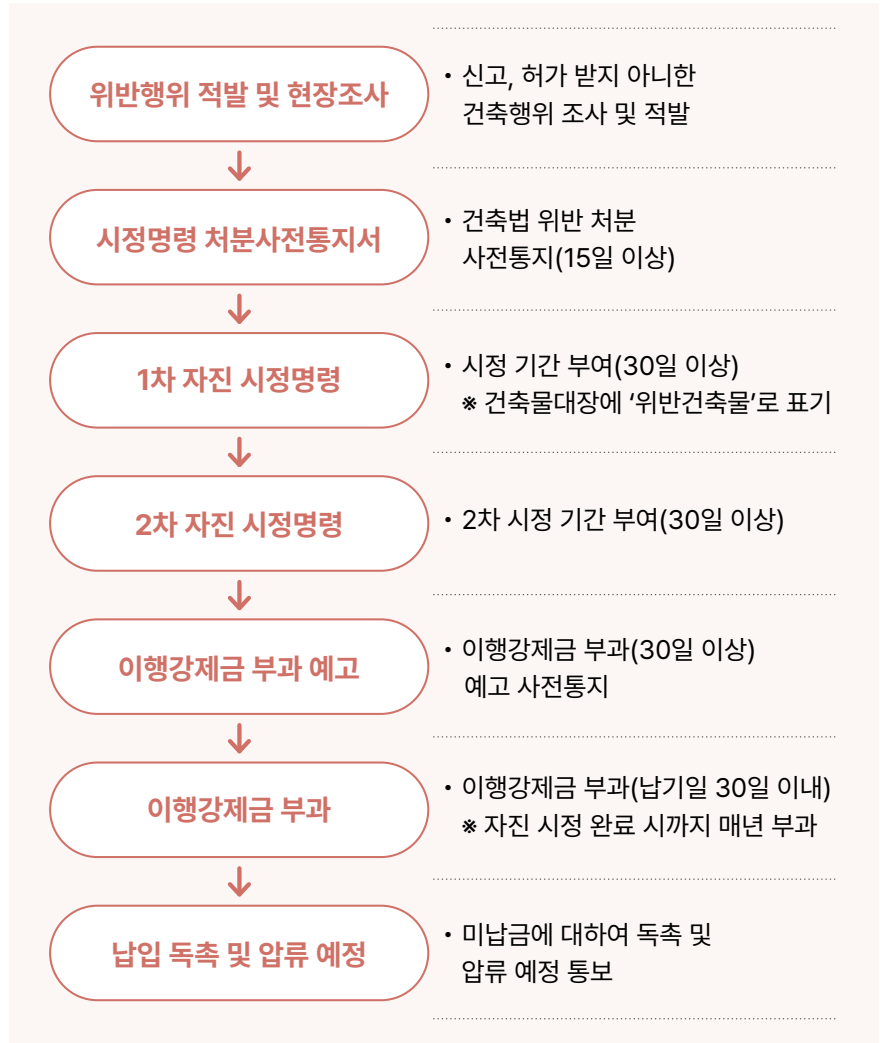 위반행위 적발 및 현장조사
• 신고, 허가 받지 아니한
건축행위 조사 및 적발
시정명령 처분사전통지서
• 건축법 위반 처분
사전통지(15일 이상)
1차 자진 시정명령
• 시정 기간 부여(30일 이상)
※ 건축물대장에 ‘위반건축물’로 표기
2차 자진 시정명령
• 2차 시정 기간 부여(30일 이상)
이행강제금 부과 예고
• 이행강제금 부과(30일 이상)
예고 사전통지
이행강제금 부과
• 이행강제금 부과(납기일 30일 이내)
※ 자진 시정 완료 시까지 매년 부과
납입 독촉 및 압류 예정
• 미납금에 대하여 독촉 및
압류 예정 통보